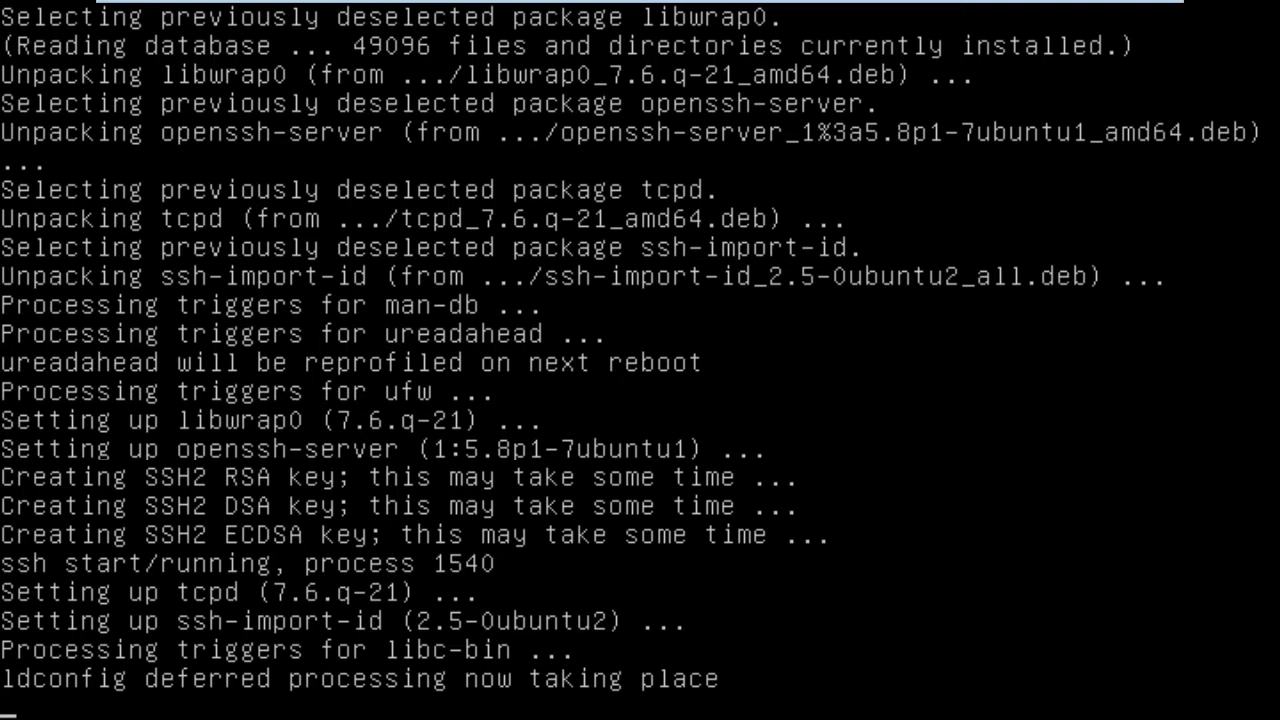 Selecting previously deselected package libwrap0.
(Reading database ... 49096 files and directories currently installed.)
Unpacking libwrap0 (from .../libwrap0_7.6.q-21_amd64.deb) ...
Selecting previously deselected package openssh-server.
Unpacking openssh-server (from .../openssh-server_1%3a5.8p1-7ubuntu1_amd64.deb)
...
Selecting previously deselected package tcpd.
Unpacking tcpd (from .../tcpd_7.6.q-21_amd64.deb) ...
Selecting previously deselected package ssh-import-id.
Unpacking ssh-import-id (from .../ssh-import-id_2.5-0ubuntu2_all.deb) ...
Processing triggers for man-db ...
Processing triggers for ureadahead ...
ureadahead will be reprofiled on next reboot
Processing triggers for ufw ...
Setting up libwrap0 (7.6.q-21) ...
Setting up openssh-server (1:5.8p1-7ubuntu1) ...
Creating SSH2 RSA key; this may take some time ...
Creating SSH2 DSA key; this may take some time ...
Creating SSH2 ECDSA key; this may take some time ...
ssh start/running, process 1540
Setting up tcpd (7.6.q-21) ...
Setting up ssh-import-id (2.5-0ubuntu2) ...
Processing triggers for libc-bin ...
ldconfig deferred processing now taking place